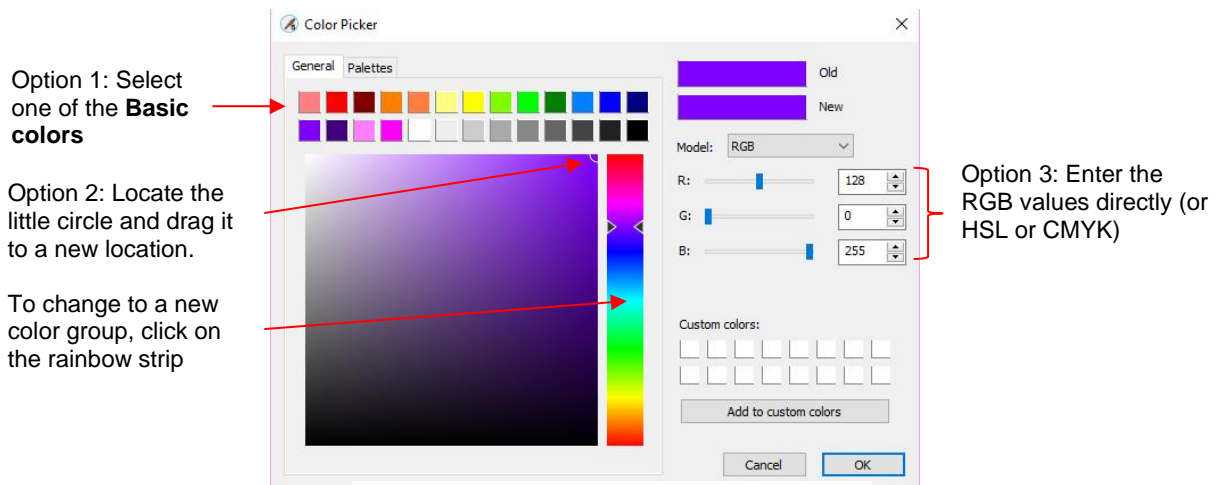 Color Picker
General Palettes
Old
New
Model: RGB
R: 128
G: 0
B: 255
Custom colors:
Add to custom colors
Cancel OK
Option 1: Select
one of the Basic
colors
Option 2: Locate the
little circle and drag it
to a new location.
To change to a new
color group, click on
the rainbow strip
Option 3: Enter the
RGB values directly (or
HSL or CMYK)